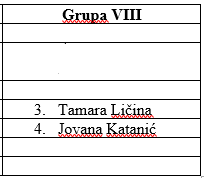 Grupa VIII
3. Tamara Ličina
4. Jovana Katanić